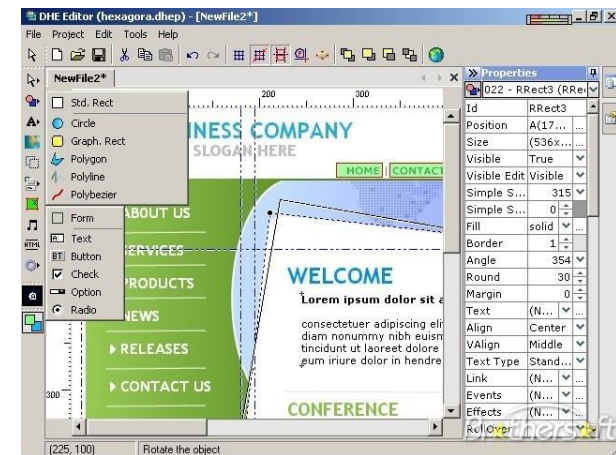 DHE Editor (hexagora.dhep) - [NewFile2*]
File Project Edit Tools Help
NewFile2*
Std. Rect
Circle
Graph. Rect
Polygon
Polyline
Polybezier
Form
Text
BT Button
Check
Option
Radio
HTML
200 300
INESS COMPANY
SLOGAN HERE
HOME CONTACT
ABOUT US
SERVICES
PRODUCTS
NEWS
RELEASES
CONTACT US
300
WELCOME
Lorem ipsum dolor sit a
consectetuer adipiscing eli
diam nonummy nibh euism
tincidunt ut laoreet dolore
eum iriure dolor in hendre
CONFERENCE
Properties
022 - RRect3 (RRe
Id RRect3
Position A(17... ...
Size (536x... ...
Visible True
Visible Edit Visible
Simple S... 315
Simple S... 0
Fill solid ...
Border 1
Angle 354
Round 30
Margin 0
Text (N... ...
Align Center
VAlign Middle
Text Type Stand...
Link (N... ...
Events (N... ...
Effects (N... ...
RollOver
(225, 100) Rotate the object